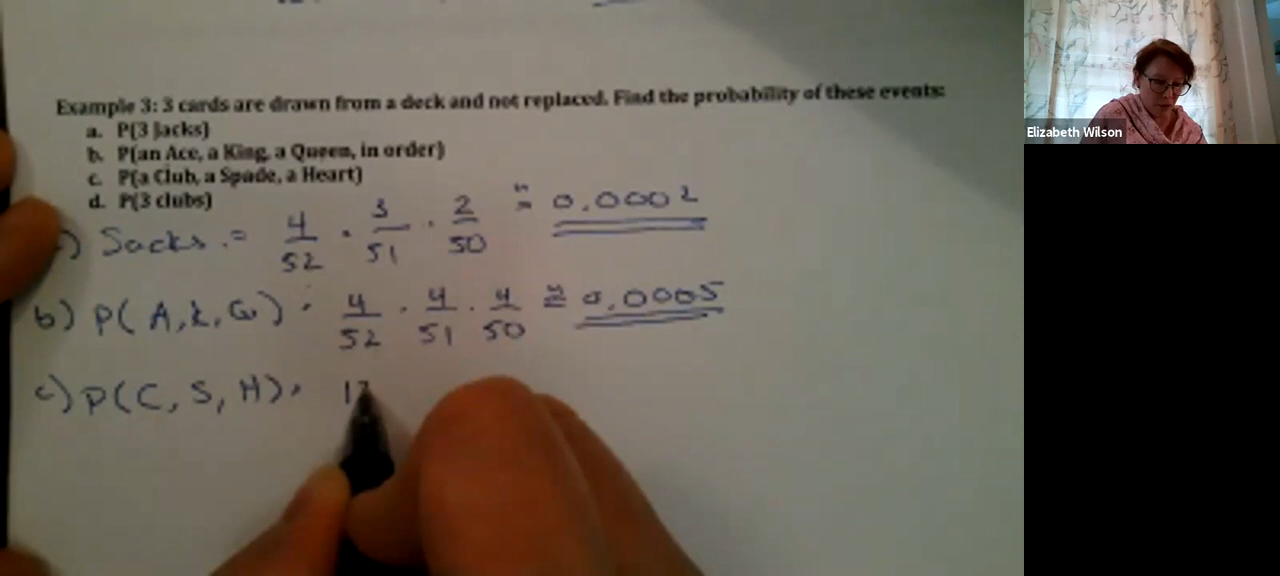 Example 3: 3 cards are drawn from a deck and not replaced. Find the probability of these events:
a. P(3 Jacks)
b. P(an Ace, a King, a Queen, in order)
c. P(a Club, a Spade, a Heart)
d. P(3 clubs)
) Jacks = 4/52 · 3/51 · 2/50 ≈ 0.0002
b) P(A, K, Q) = 4/52 · 4/51 · 4/50 ≅ 0.0005
c) P(C, S, H) = 13
Elizabeth Wilson